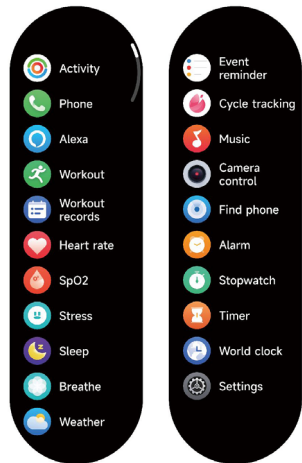 Activity
Phone
Alexa
Workout
Workout
records
Heart rate
SpO2
Stress
Sleep
Breathe
Weather
Event
reminder
Cycle tracking
Music
Camera
control
Find phone
Alarm
Stopwatch
Timer
World clock
Settings